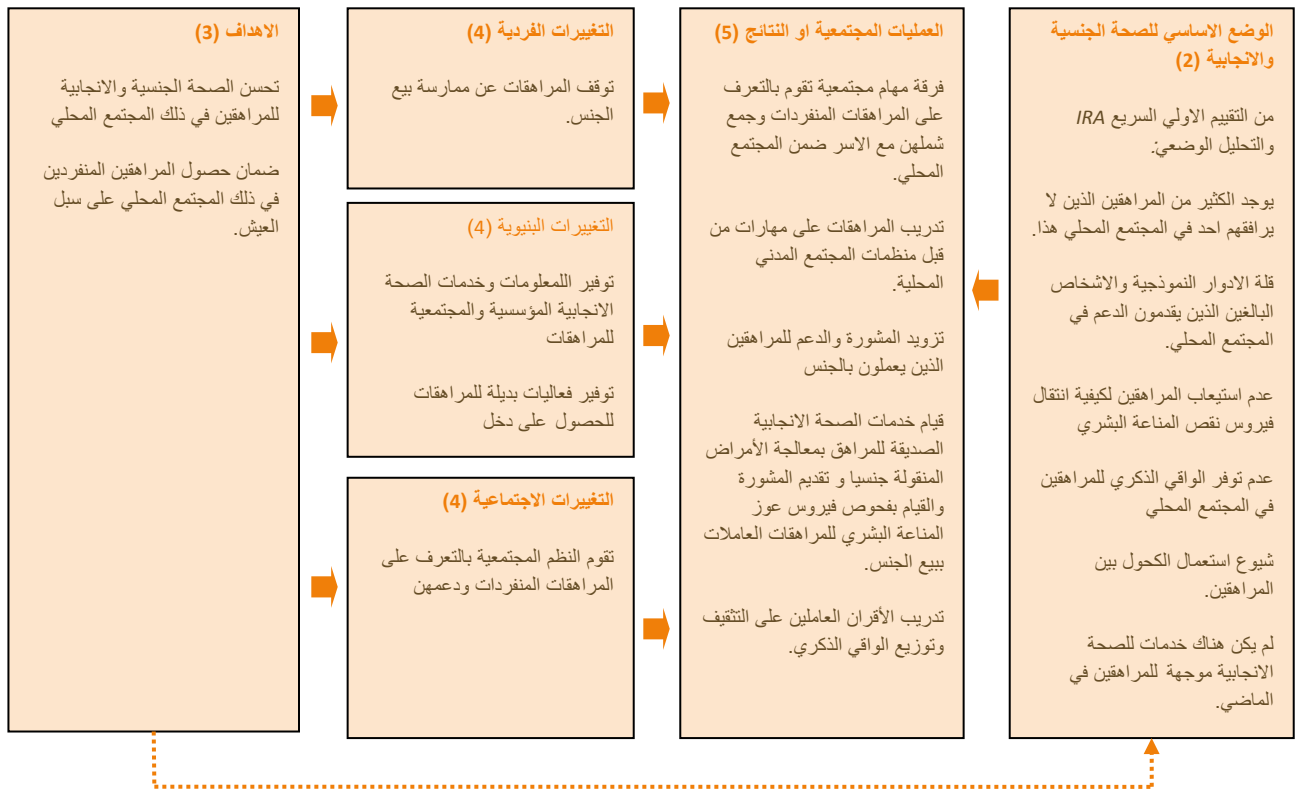 الوضع الاساسي للصحة الجنسية
والانجابية (2)
من التقييم الاولي السريع IRA
والتحليل الوضعي:
يوجد الكثير من المراهقين الذين لا
يرافقهم احد في المجتمع المحلي هذا.
قلة الادوار النموذجية والاشخاص
البالغين الذين يقدمون الدعم في
المجتمع المحلي.
عدم استيعاب المراهقين لكيفية انتقال
فيروس نقص المناعة البشري
عدم توفر الواقي الذكري للمراهقين
في المجتمع المحلي
شيوع استعمال الكحول بين
المراهقين.
لم يكن هناك خدمات للصحة
الانجابية موجهة للمراهقين في
الماضي.
العمليات المجتمعية او النتائج (5)
فرقة مهام مجتمعية تقوم بالتعرف
على المراهقات المنفردات وجمع
شملهن مع الاسر ضمن المجتمع
المحلي.
تدريب المراهقات على مهارات من
قبل منظمات المجتمع المدني
المحلية.
تزويد المشورة والدعم للمراهقين
الذين يعملون بالجنس
قيام خدمات الصحة الانجابية
الصديقة للمراهق بمعالجة الأمراض
المنقولة جنسيا و تقديم المشورة
والقيام بفحوص فيروس عوز
المناعة البشري للمراهقات العاملات
ببيع الجنس.
تدريب الأقران العاملين على التثقيف
وتوزيع الواقي الذكري.
التغييرات الفردية (4)
توقف المراهقات عن ممارسة بيع
الجنس.
التغييرات البنيوية (4)
توفير اللمعلومات وخدمات الصحة
الانجابية المؤسسية والمجتمعية
للمراهقات
توفير فعاليات بديلة للمراهقات
للحصول على دخل
التغييرات الاجتماعية (4)
تقوم النظم المجتمعية بالتعرف على
المراهقات المنفردات ودعمهن
الاهداف (3)
تحسن الصحة الجنسية والانجابية
للمراهقين في ذلك المجتمع المحلي
ضمان حصول المراهقين المنفردين
في ذلك المجتمع المحلي على سبل
العيش.